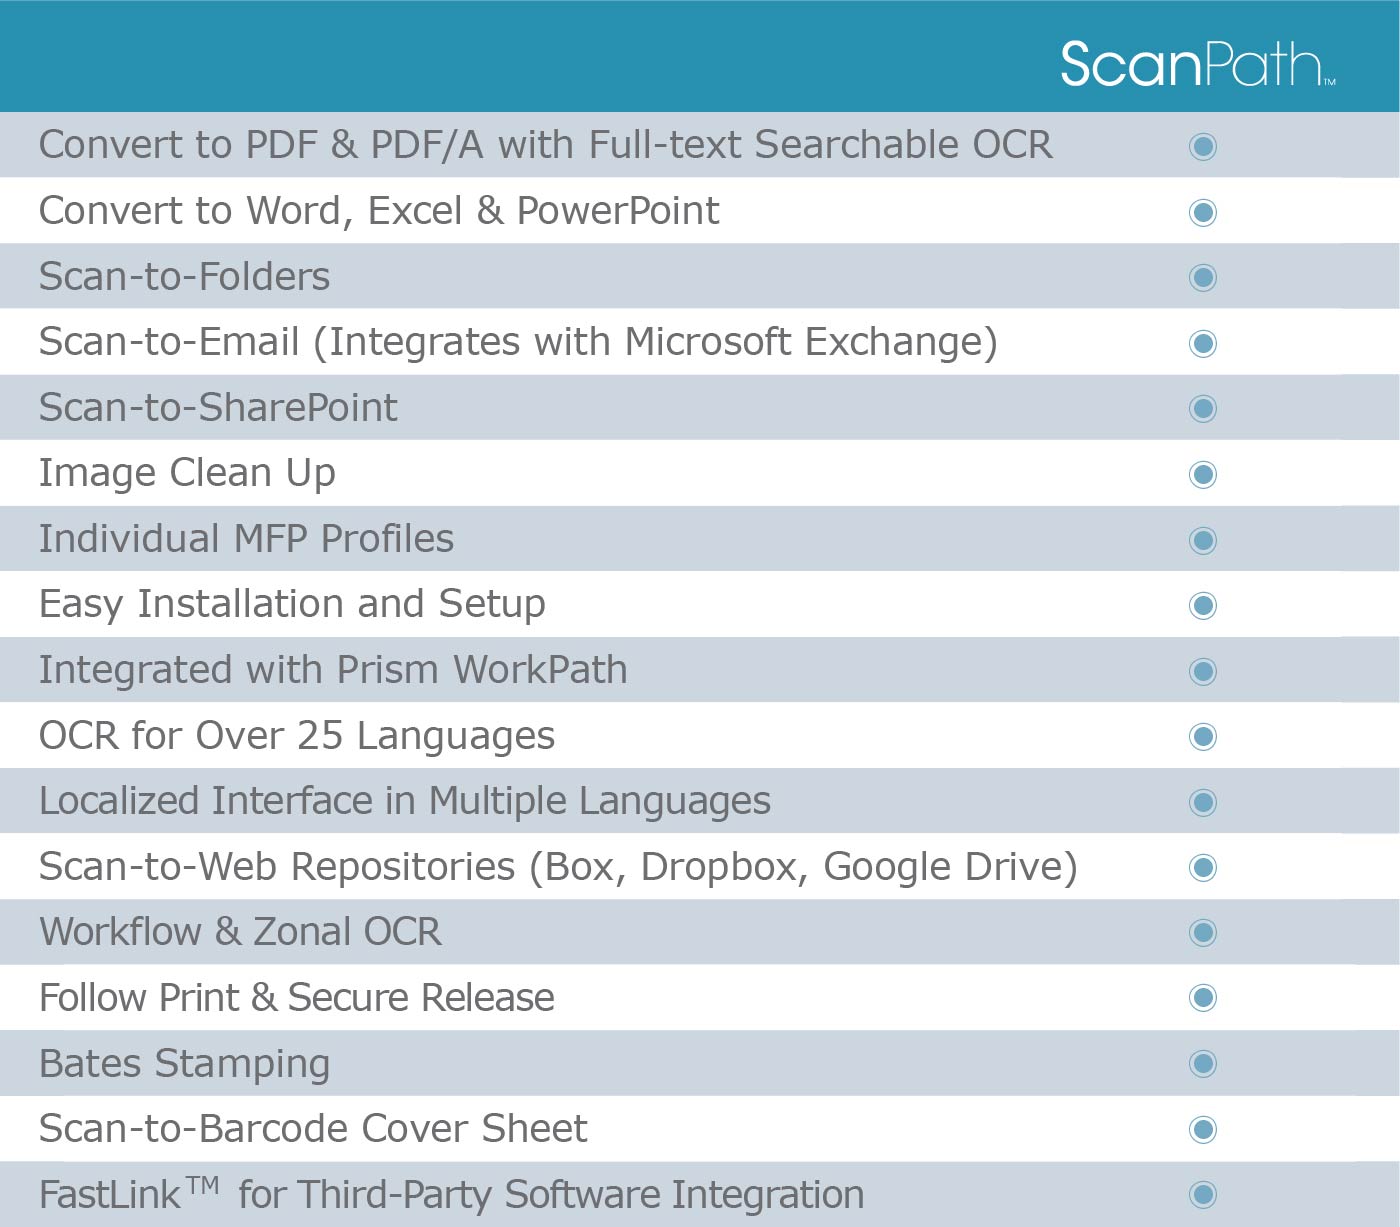 ScanPath™
Convert to PDF & PDF/A with Full-text Searchable OCR
Convert to Word, Excel & PowerPoint
Scan-to-Folders
Scan-to-Email (Integrates with Microsoft Exchange)
Scan-to-SharePoint
Image Clean Up
Individual MFP Profiles
Easy Installation and Setup
Integrated with Prism WorkPath
OCR for Over 25 Languages
Localized Interface in Multiple Languages
Scan-to-Web Repositories (Box, Dropbox, Google Drive)
Workflow & Zonal OCR
Follow Print & Secure Release
Bates Stamping
Scan-to-Barcode Cover Sheet
FastLink™ for Third-Party Software Integration